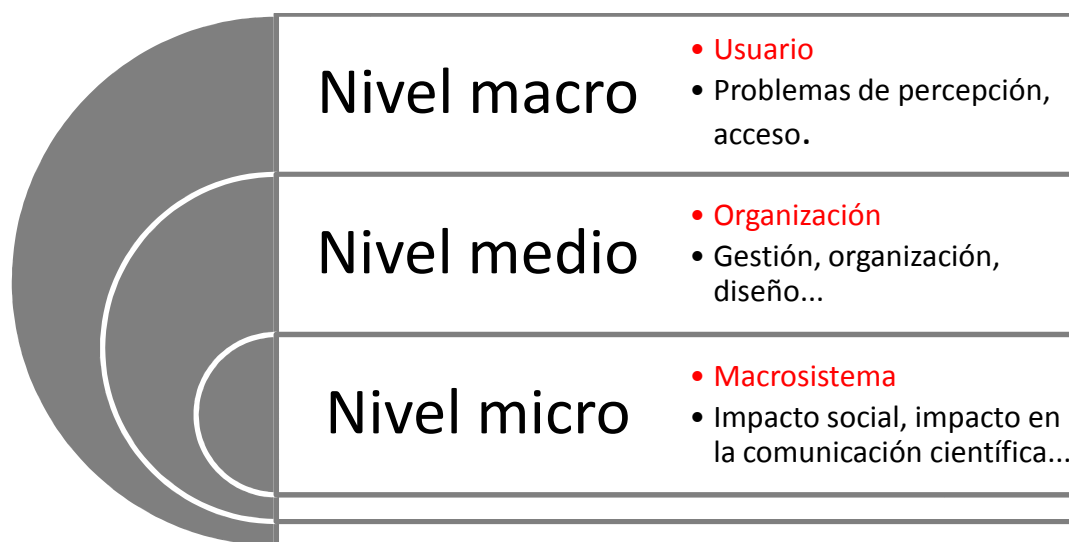 Nivel macro
• Usuario
• Problemas de percepción,
acceso.
Nivel medio
• Organización
• Gestión, organización,
diseño...
Nivel micro
• Macrosistema
• Impacto social, impacto en
la comunicación científica...